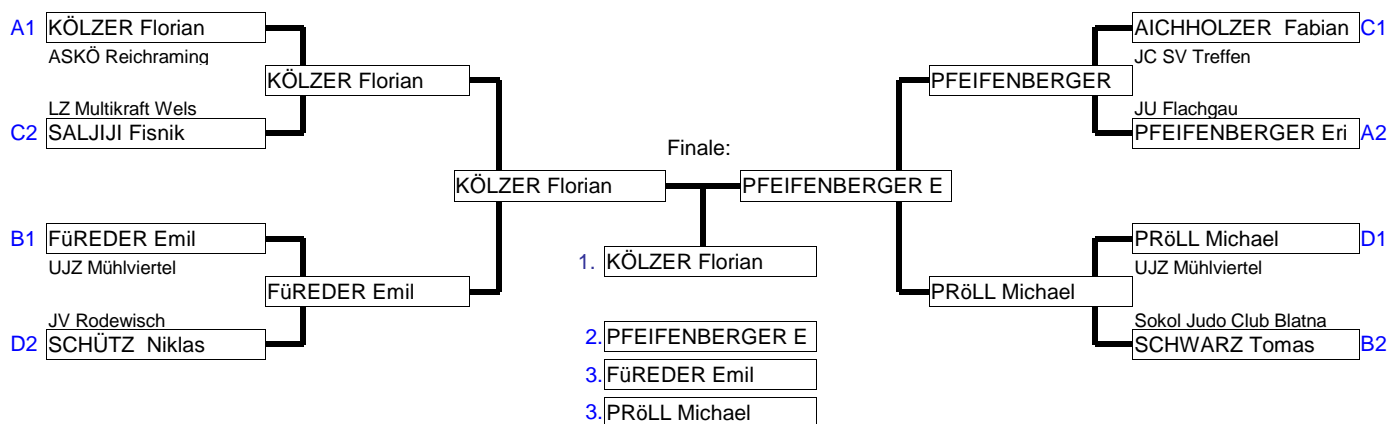 A1 KÖLZER Florian
ASKÖ Reichraming
KÖLZER Florian
LZ Multikraft Wels
C2 SALJIJI Fisnik
KÖLZER Florian
B1 FüREDER Emil
UJZ Mühlviertel
FüREDER Emil
JV Rodewisch
D2 SCHÜTZ Niklas
Finale:
1. KÖLZER Florian
2. PFEIFENBERGER E
3. FüREDER Emil
3. PRöLL Michael
AICHHOLZER Fabian C1
JC SV Treffen
PFEIFENBERGER
JU Flachgau
PFEIFENBERGER Eri A2
PFEIFENBERGER E
PRöLL Michael D1
UJZ Mühlviertel
PRöLL Michael
Sokol Judo Club Blatna
SCHWARZ Tomas B2